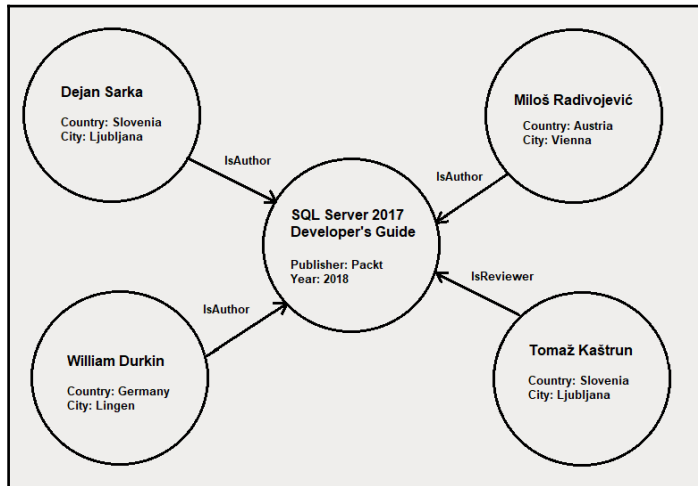 Dejan Sarka
Country: Slovenia
City: Ljubljana
Miloš Radivojević
Country: Austria
City: Vienna
IsAuthor
IsAuthor
SQL Server 2017
Developer's Guide
Publisher: Packt
Year: 2018
IsAuthor
IsReviewer
William Durkin
Country: Germany
City: Lingen
Tomaž Kaštrun
Country: Slovenia
City: Ljubljana